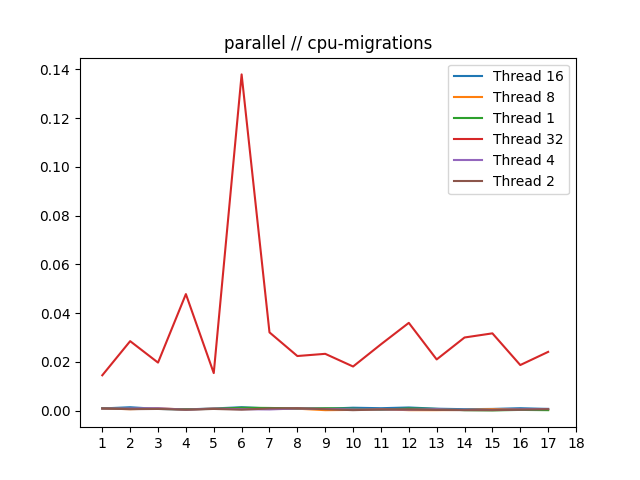 parallel // cpu-migrations
0.14
0.12
0.10
0.08
0.06
0.04
0.02
0.00
Thread 16
Thread 8
Thread 1
Thread 32
Thread 4
Thread 2
1 2 3 4 5 6 7 8 9 10 11 12 13 14 15 16 17 18